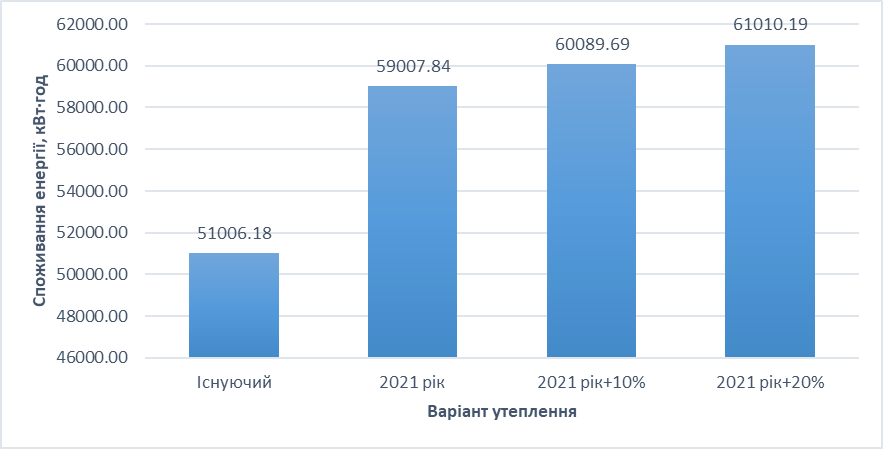 62000.00
60000.00
58000.00
56000.00
54000.00
52000.00
50000.00
48000.00
46000.00
Споживання енергії, кВт·год
51006.18
59007.84
60089.69
61010.19
Існуючий
2021 рік
2021 рік+10%
2021 рік+20%
Варіант утеплення